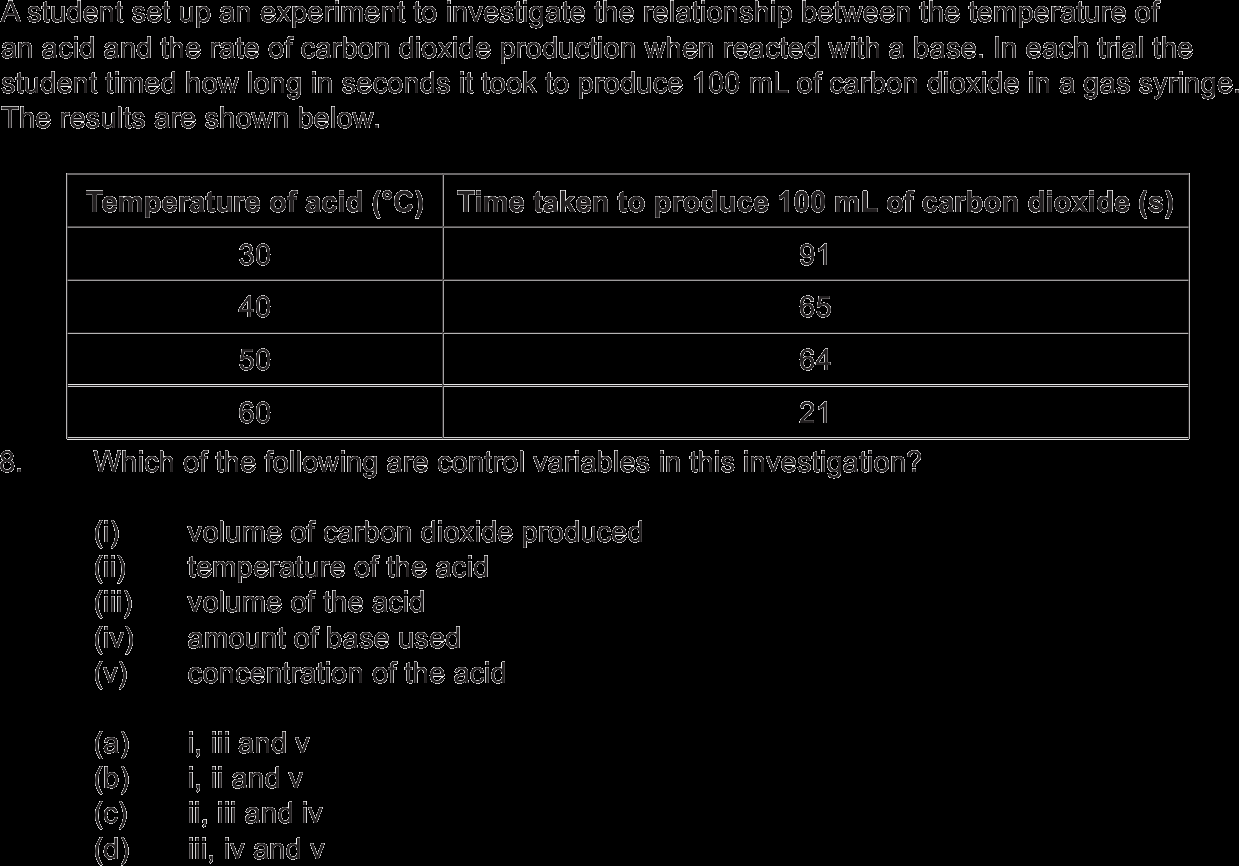 A student set up an experiment to investigate the relationship between the temperature of
an acid and the rate of carbon dioxide production when reacted with a base. In each trial the
student timed how long in seconds it took to produce 100 mL of carbon dioxide in a gas syringe.
The results are shown below.
Temperature of acid (°C) Time taken to produce 100 mL of carbon dioxide (s)
30 91
40 65
50 64
60 21
8. Which of the following are control variables in this investigation?
(i) volume of carbon dioxide produced
(ii) temperature of the acid
(iii) volume of the acid
(iv) amount of base used
(v) concentration of the acid
(a) i, iii and v
(b) i, ii and v
(c) ii, iii and iv
(d) iii, iv and v